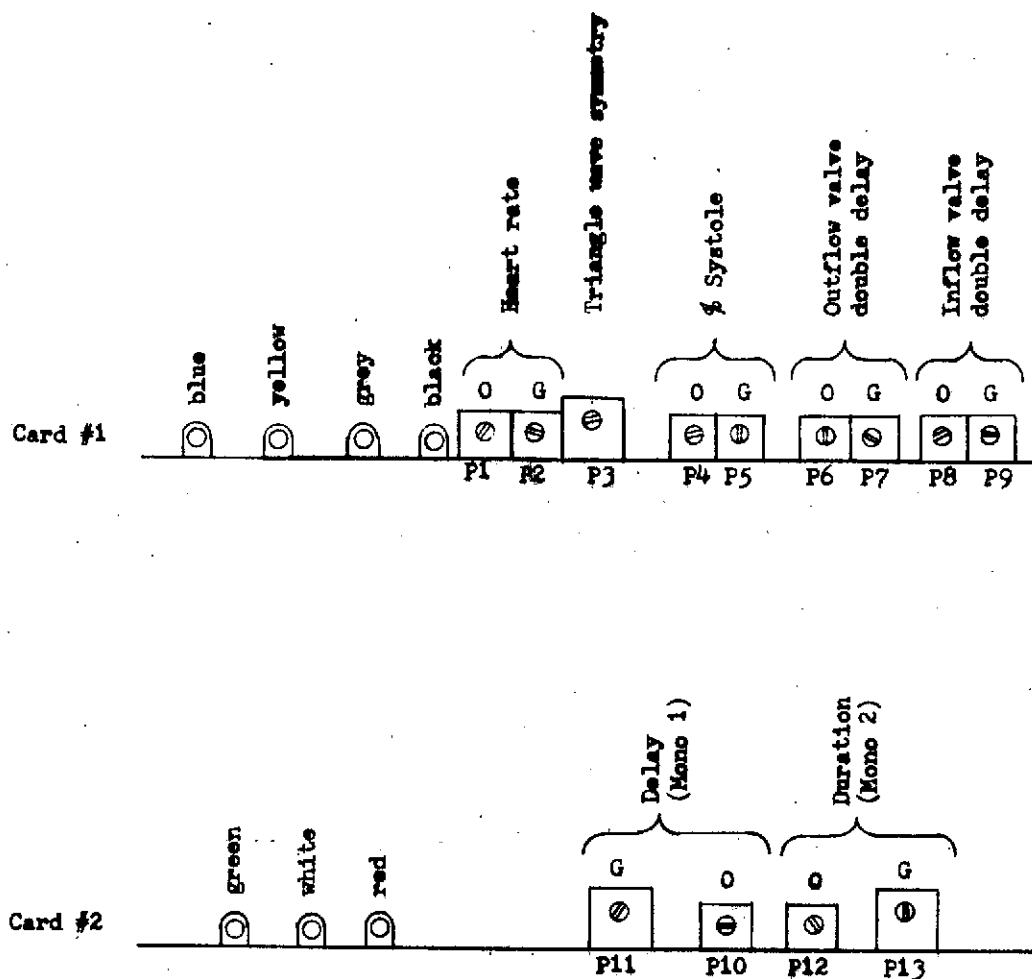 Card #1
blue
yellow
grey
black
Heart rate
Triangle wave symmetry
% Systole
Outflow valve
double delay
Inflow valve
double delay
O G
O G
O G
O G
P1 P2 P3 P4 P5 P6 P7 P8 P9
Card #2
green
white
red
Delay
(Mono 1)
Duration
(Mono 2)
G O O G
P11 P10 P12 P13